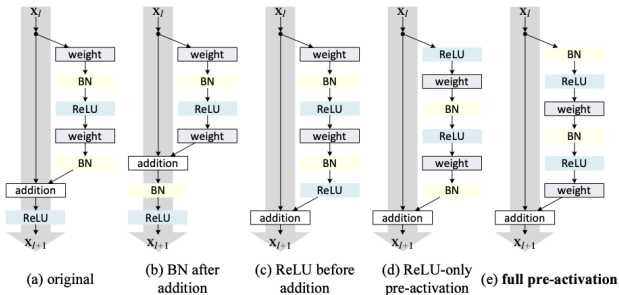 x_l
weight
BN
ReLU
weight
BN
addition
ReLU
x_{l+1}
(a) original
x_l
weight
BN
ReLU
weight
addition
BN
ReLU
x_{l+1}
(b) BN after
addition
x_l
weight
BN
ReLU
weight
BN
ReLU
addition
x_{l+1}
(c) ReLU before
addition
x_l
ReLU
weight
BN
ReLU
weight
BN
addition
x_{l+1}
(d) ReLU-only
pre-activation
x_l
BN
ReLU
weight
BN
ReLU
weight
addition
x_{l+1}
(e) full pre-activation